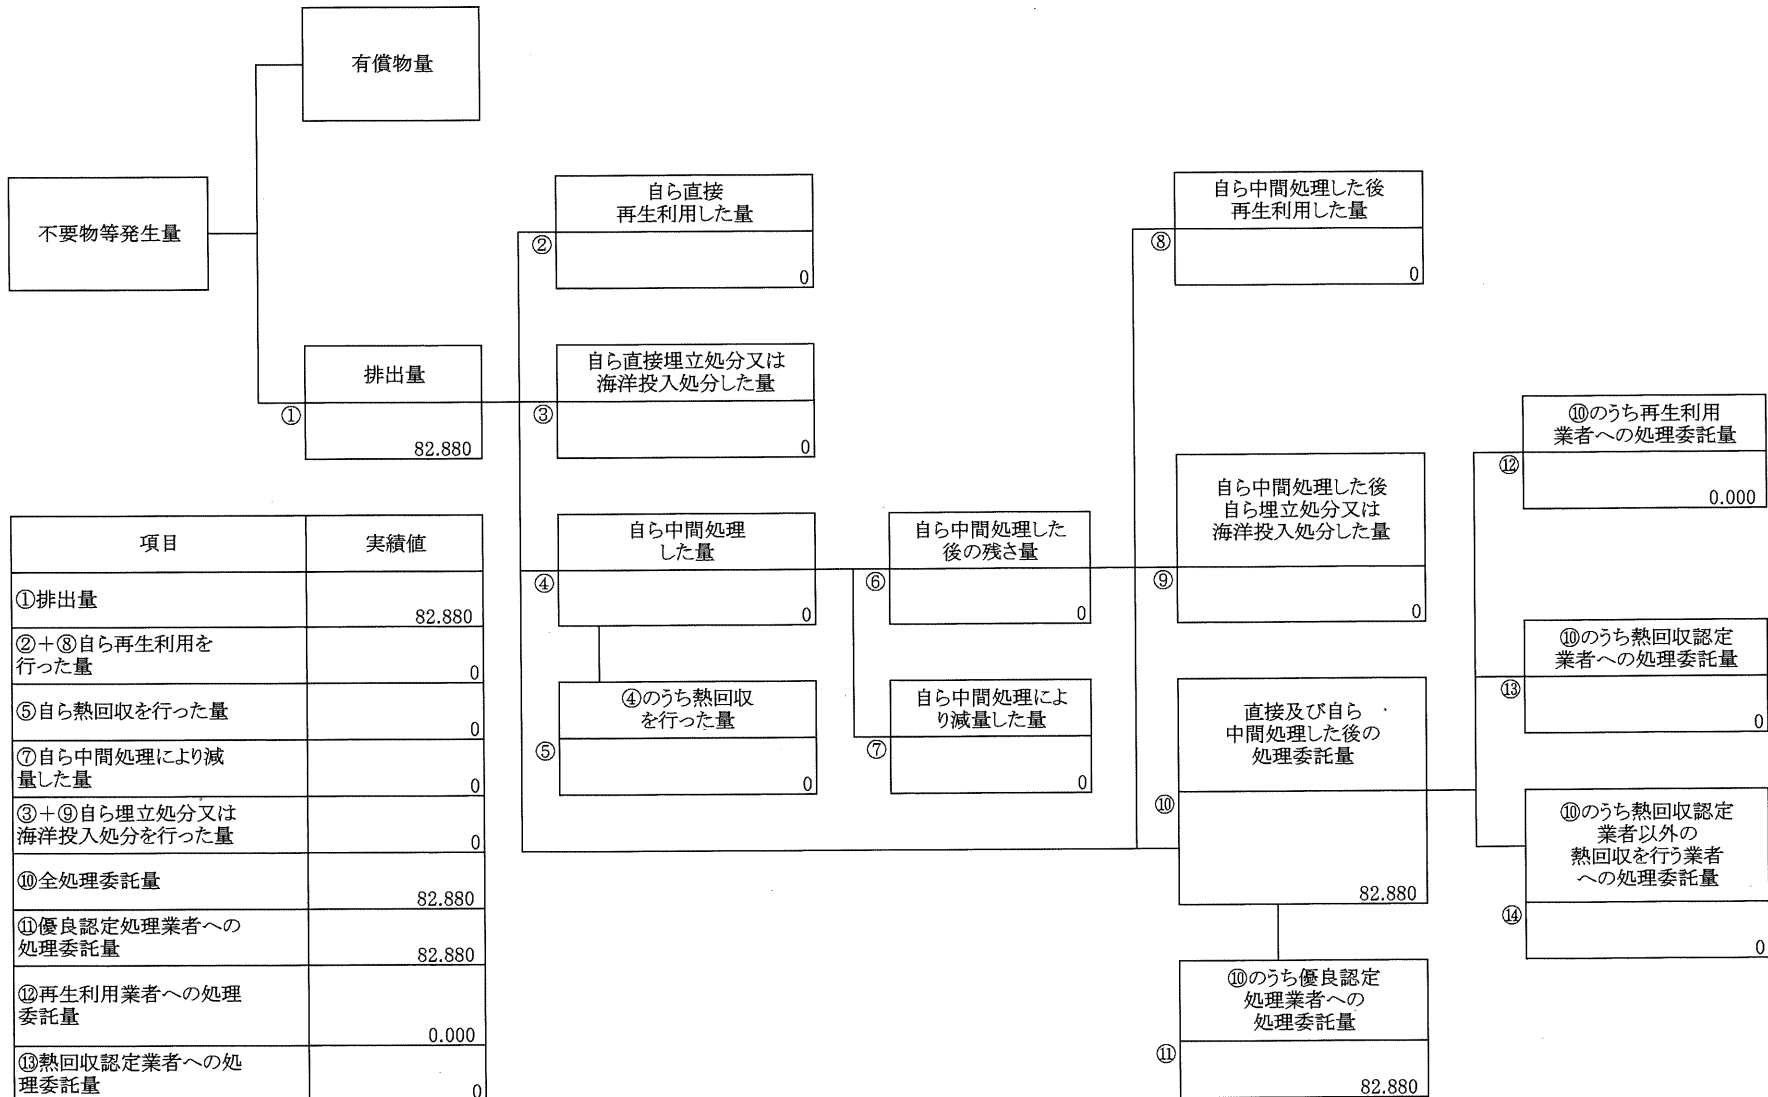 有償物量
不要物等発生量
排出量
①
82.880
自ら直接
再生利用した量
②
0
自ら直接埋立処分又は
海洋投入処分した量
③
0
自ら中間処理
した量
④
0
④のうち熱回収
を行った量
⑤
0
自ら中間処理した
後の残さ量
⑥
0
自ら中間処理によ
り減量した量
⑦
0
自ら中間処理した後
再生利用した量
⑧
0
自ら中間処理した後
自ら埋立処分又は
海洋投入処分した量
⑨
0
直接及び自ら
中間処理した後の
処理委託量
⑩
82.880
⑩のうち優良認定
処理業者への
処理委託量
⑪
82.880
⑩のうち再生利用
業者への処理委託量
⑫
0.000
⑩のうち熱回収認定
業者への処理委託量
⑬
0
⑩のうち熱回収認定
業者以外の
熱回収を行う業者
への処理委託量
⑭
0
項目 実績値
①排出量
82.880
②+⑧自ら再生利用を
行った量
0
⑤自ら熱回収を行った量
0
⑦自ら中間処理により減
量した量
0
③+⑨自ら埋立処分又は
海洋投入処分を行った量
0
⑩全処理委託量
82.880
⑪優良認定処理業者への
処理委託量
82.880
⑫再生利用業者への処理
委託量
0.000
⑬熱回収認定業者への処
理委託量
0